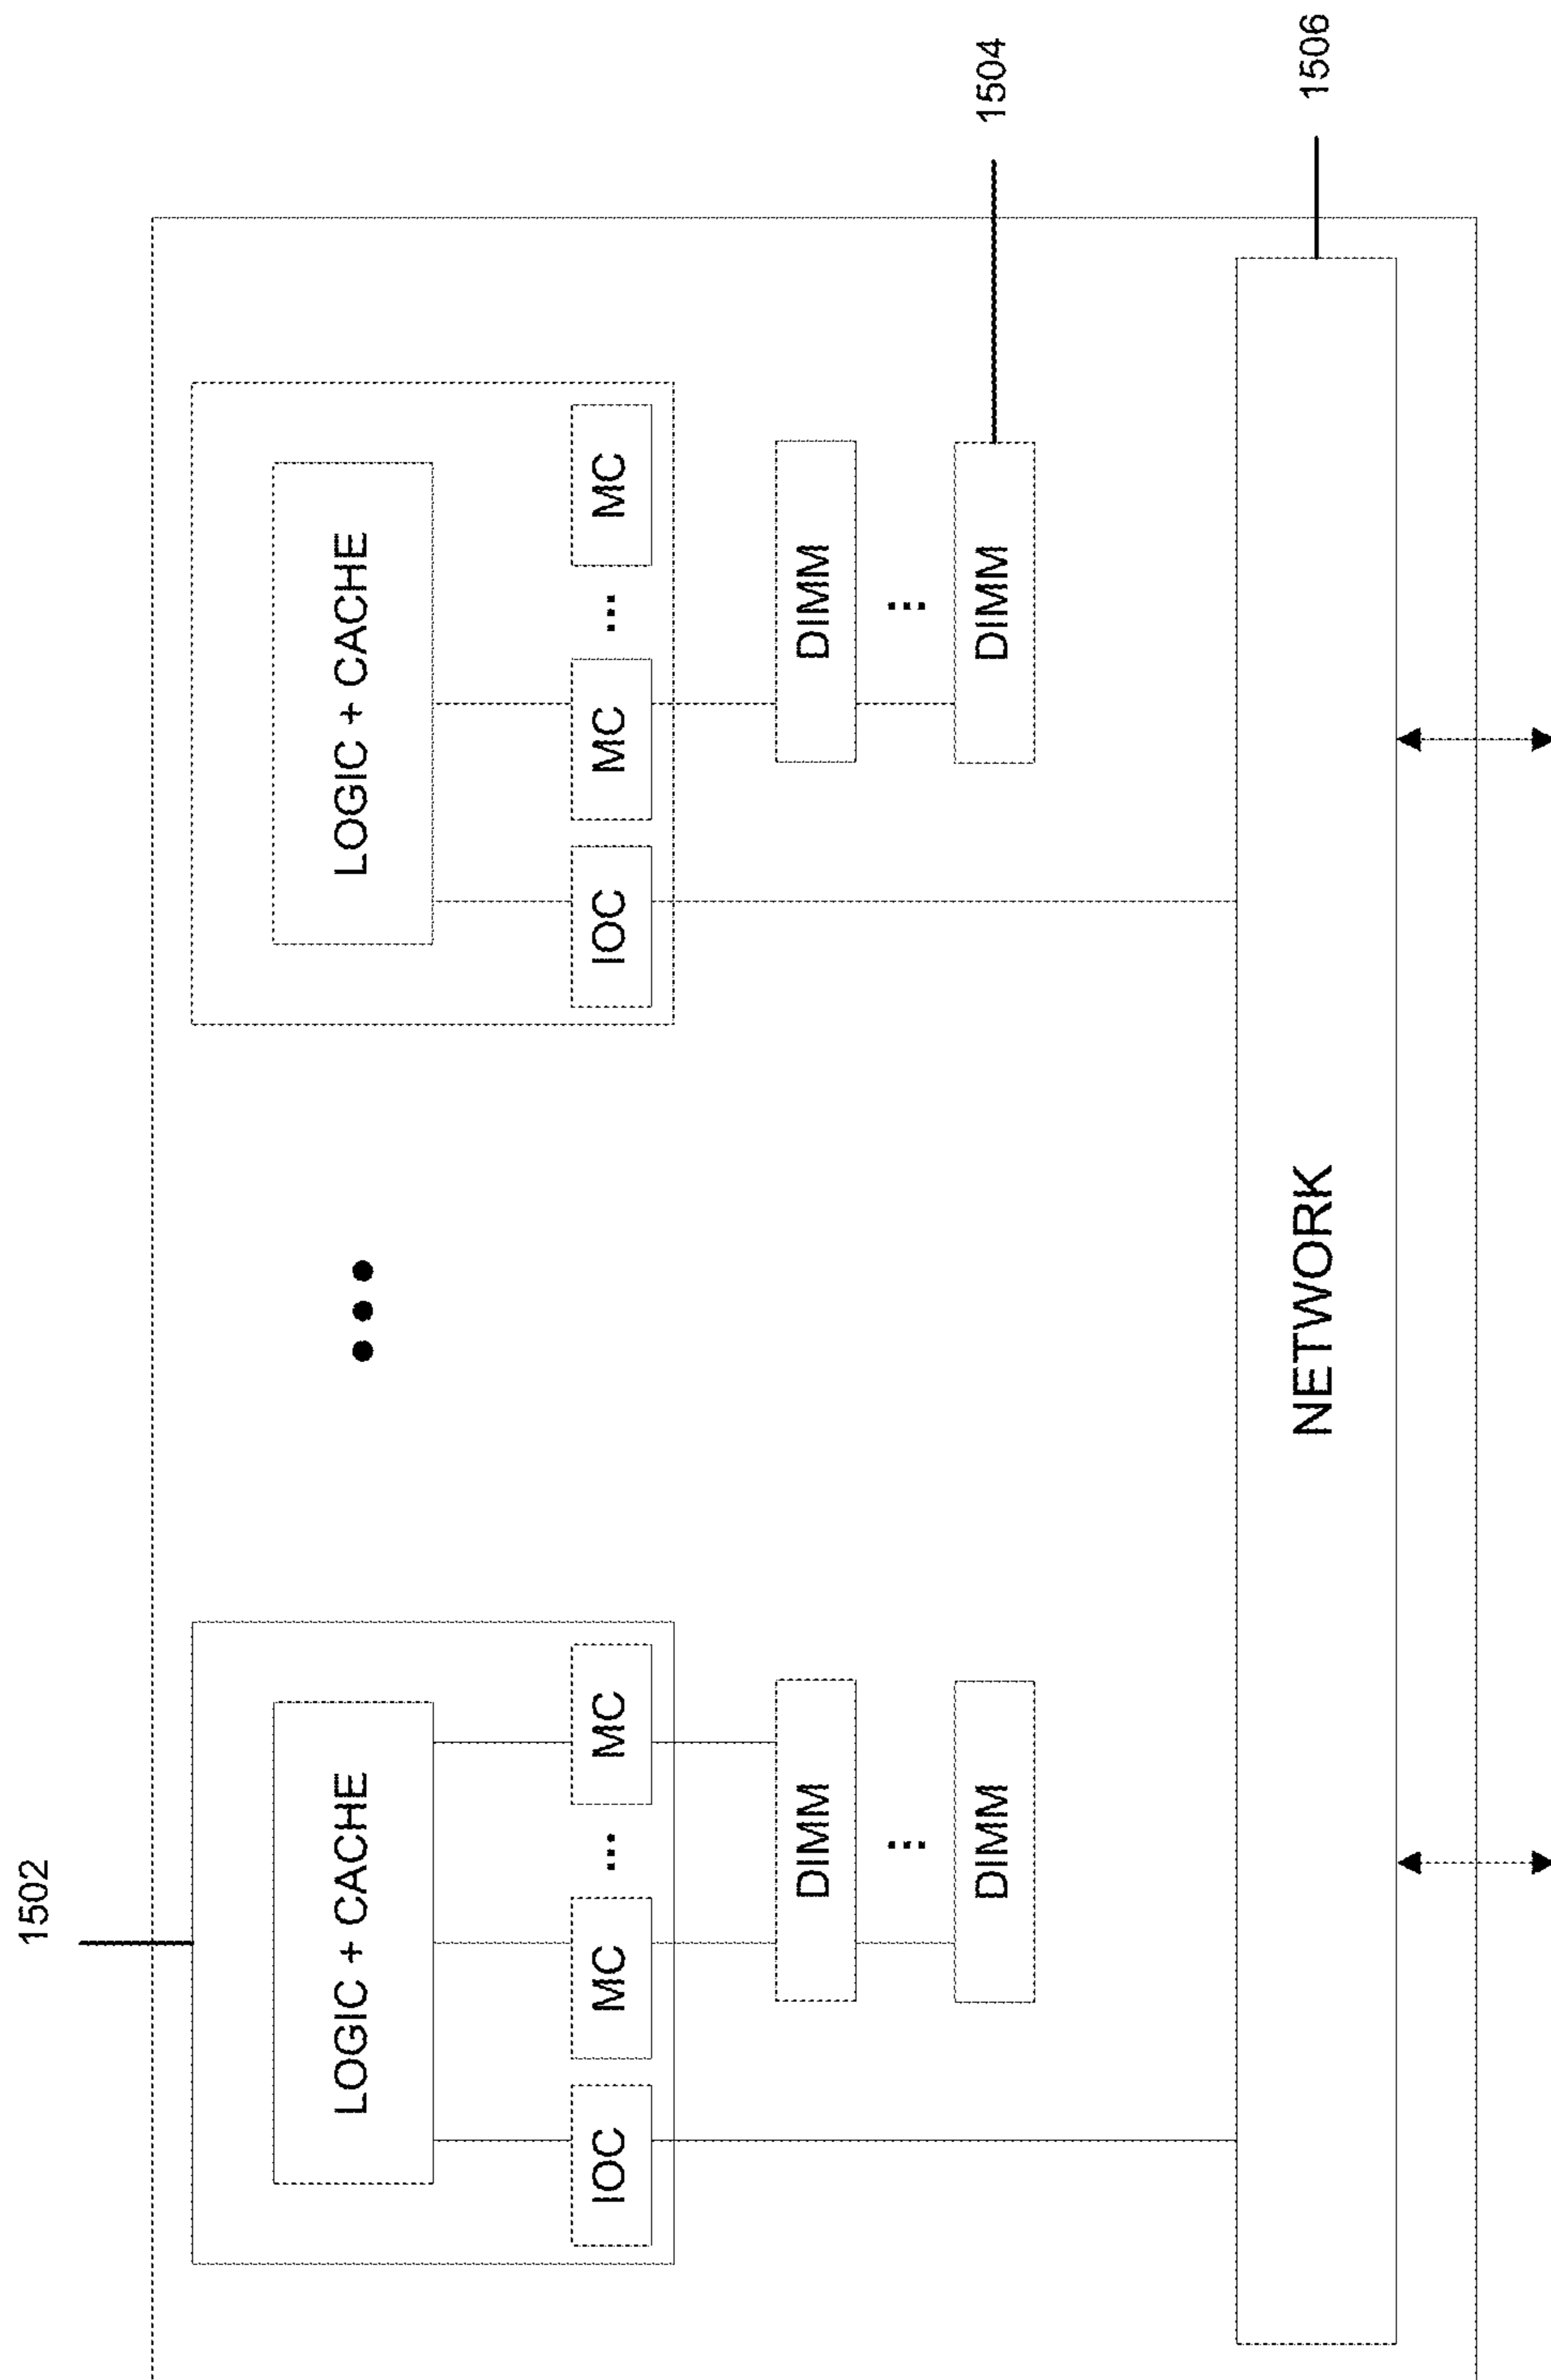 1502
LOGIC + CACHE
LOGIC + CACHE
IOC
MC
...
MC
IOC
MC
...
MC
DIMM
DIMM
...
...
DIMM
DIMM
1504
NETWORK
1506